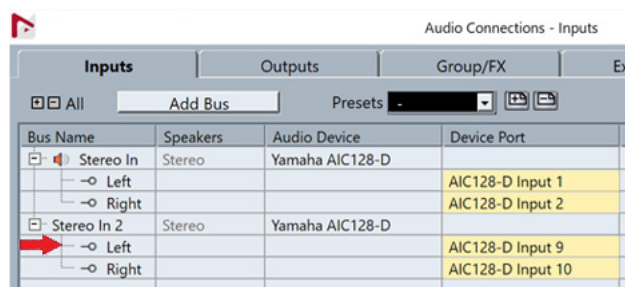 Audio Connections - Inputs
Inputs Outputs Group/FX Ex
All Add Bus Presets -
Bus Name Speakers Audio Device Device Port
Stereo In Stereo Yamaha AIC128-D
Left AIC128-D Input 1
Right AIC128-D Input 2
Stereo In 2 Stereo Yamaha AIC128-D
Left AIC128-D Input 9
Right AIC128-D Input 10